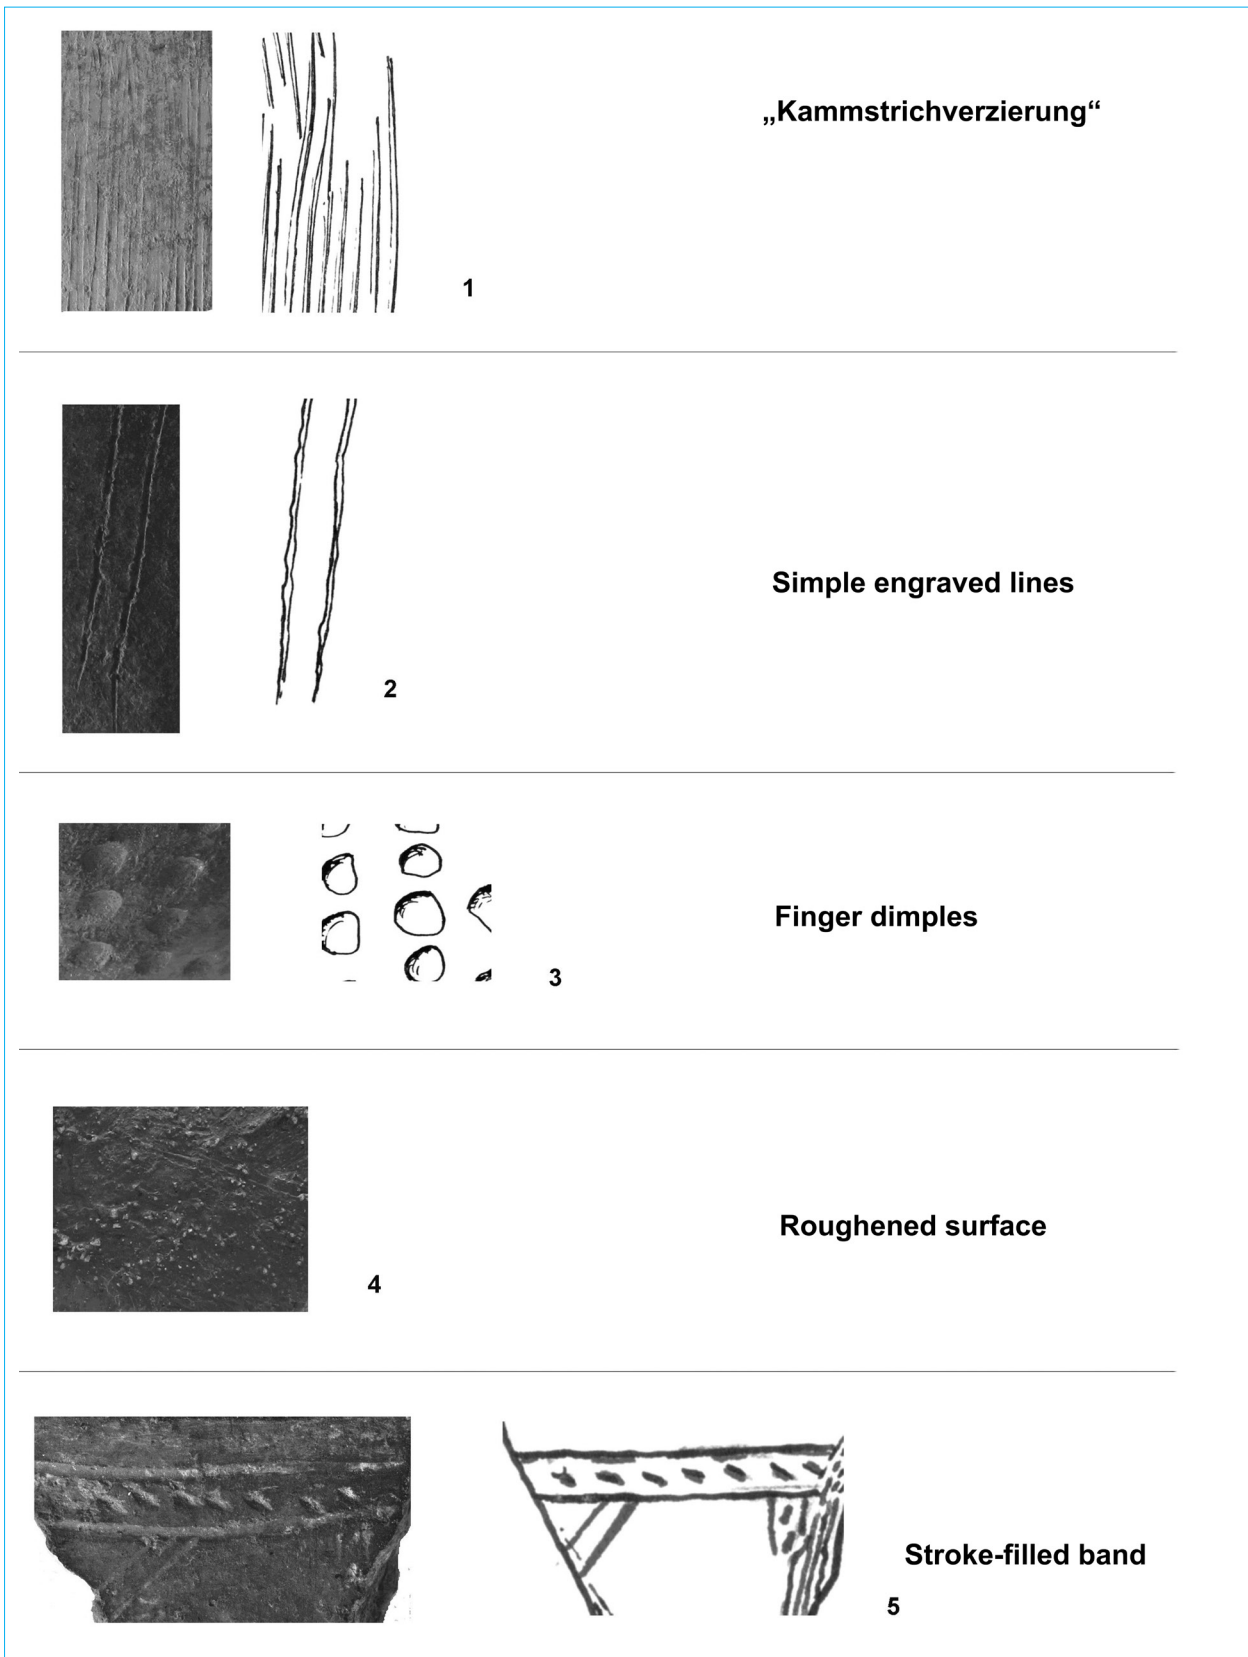 „Kammstrichverzierung“
1
Simple engraved lines
2
Finger dimples
3
Roughened surface
4
Stroke-filled band
5